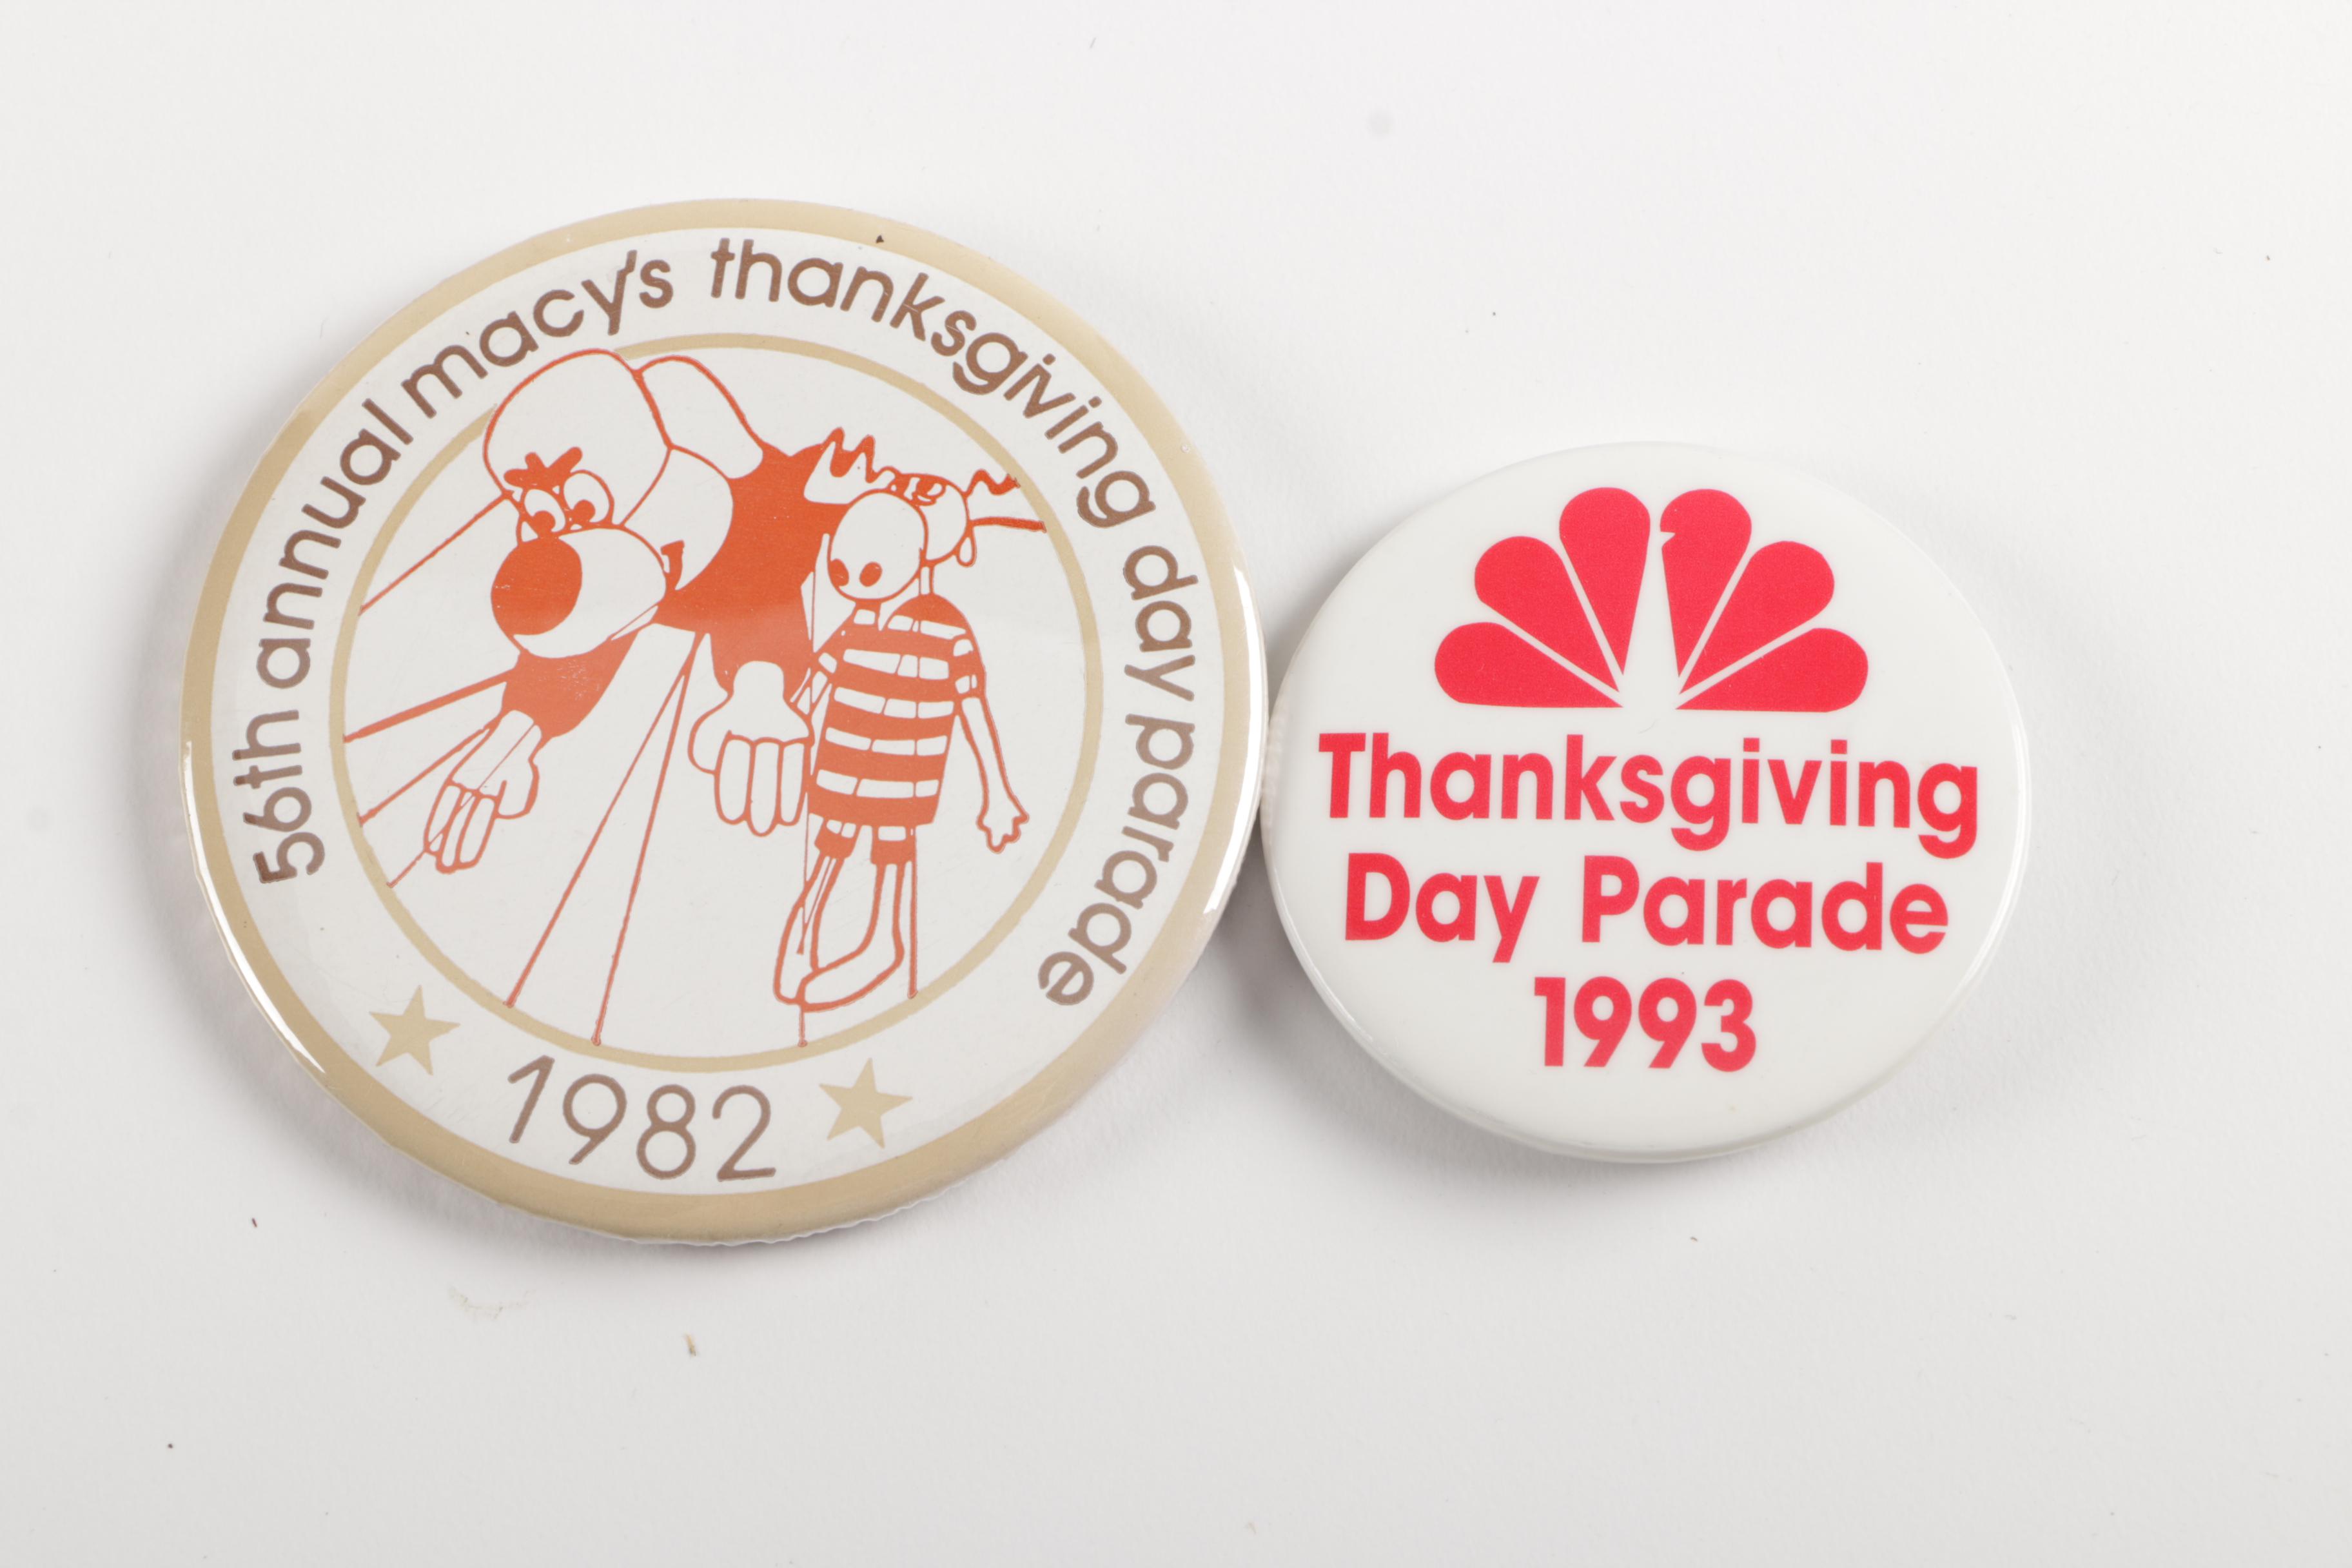 56th annual macy's thanksgiving day parade
1982
Thanksgiving
Day Parade
1993